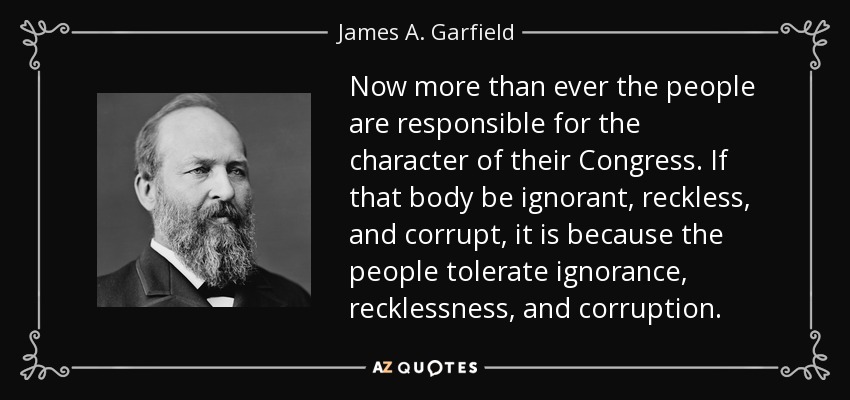 James A. Garfield
Now more than ever the people
are responsible for the
character of their Congress. If
that body be ignorant, reckless,
and corrupt, it is because the
people tolerate ignorance,
recklessness, and corruption.
AZ QUOTES